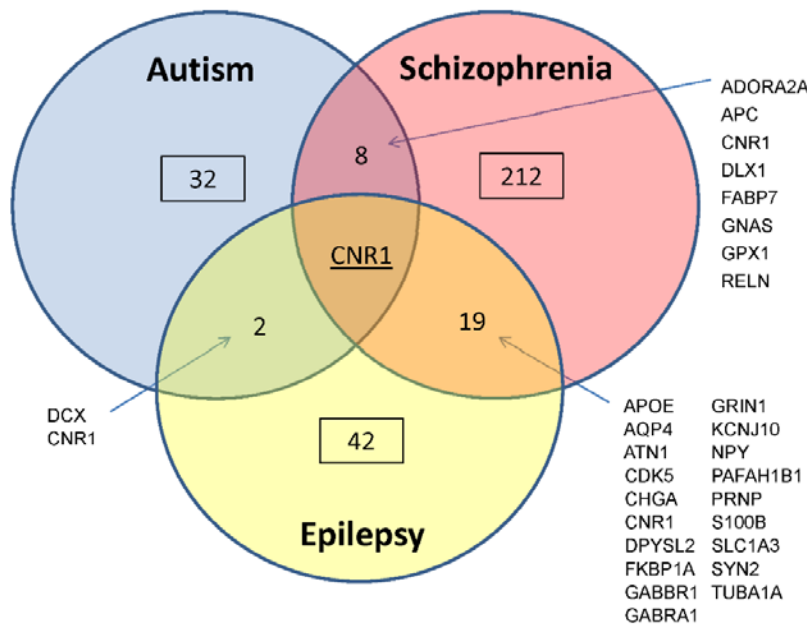 Autism
Schizophrenia
32
8
212
CNR1
2
19
42
Epilepsy
ADORA2A
APC
CNR1
DLX1
FABP7
GNAS
GPX1
RELN
DCX
CNR1
APOE GRIN1
AQP4 KCNJ10
ATN1 NPY
CDK5 PAFAH1B1
CHGA PRNP
CNR1 S100B
DPYSL2 SLC1A3
FKBP1A SYN2
GABBR1 TUBA1A
GABRA1